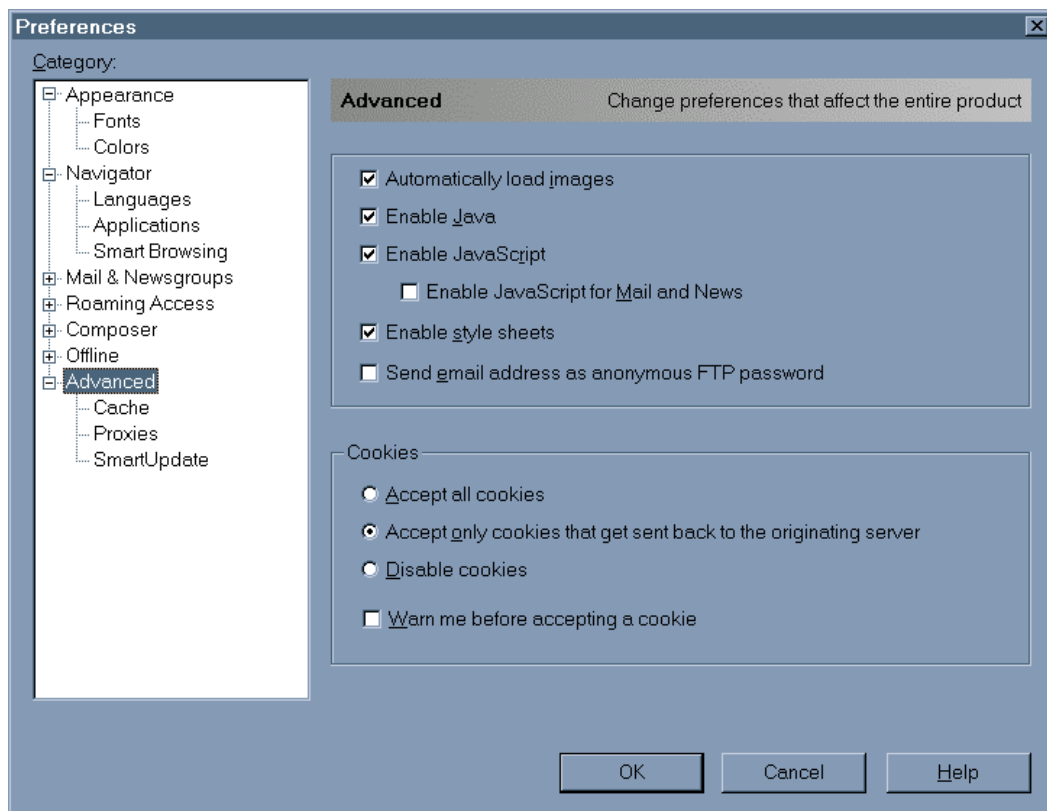 Preferences
Category:
Appearance
Fonts
Colors
Navigator
Languages
Applications
Smart Browsing
Mail & Newsgroups
Roaming Access
Composer
Offline
Advanced
Cache
Proxies
SmartUpdate
Advanced Change preferences that affect the entire product
Automatically load images
Enable Java
Enable JavaScript
Enable JavaScript for Mail and News
Enable style sheets
Send email address as anonymous FTP password
Cookies
Accept all cookies
Accept only cookies that get sent back to the originating server
Disable cookies
Warn me before accepting a cookie
OK Cancel Help